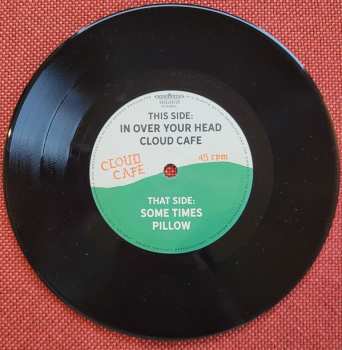 THIS SIDE:
IN OVER YOUR HEAD
CLOUD CAFE
CLOUD
CAFE
45 rpm
THAT SIDE:
SOME TIMES
PILLOW